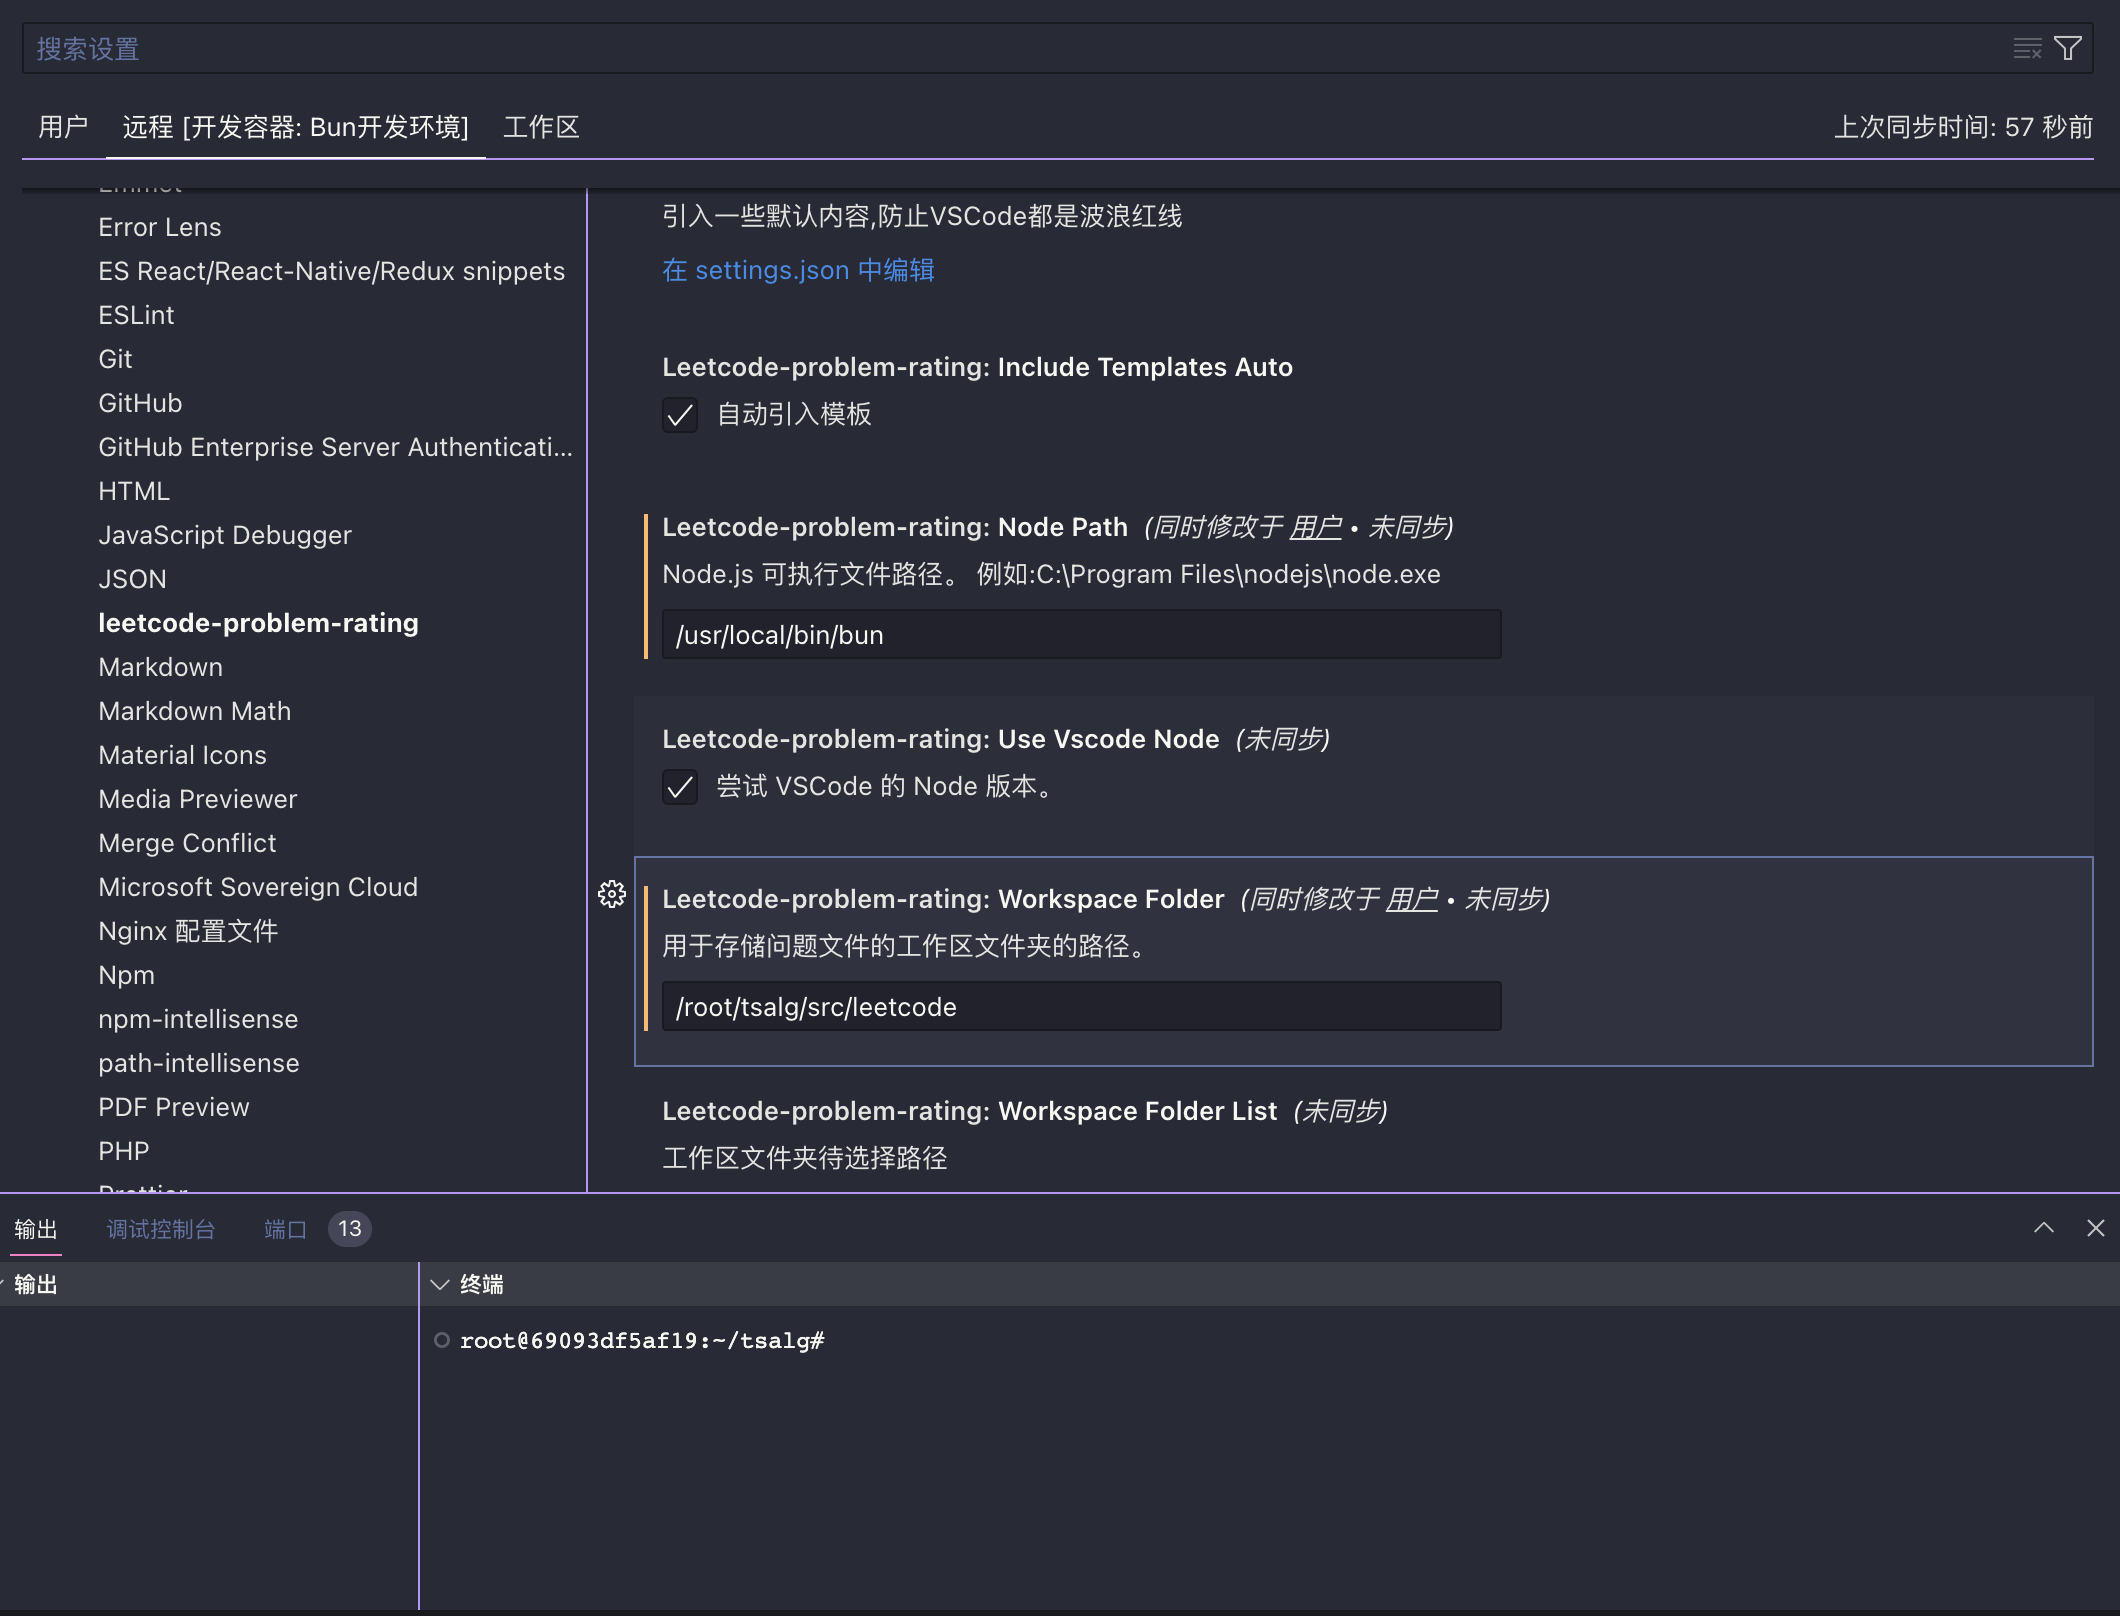 搜索设置
用户 远程 [开发容器: Bun开发环境] 工作区 上次同步时间: 57 秒前
Emmet
Error Lens
ES React/React-Native/Redux snippets
ESLint
Git
GitHub
GitHub Enterprise Server Authenticati...
HTML
JavaScript Debugger
JSON
leetcode-problem-rating
Markdown
Markdown Math
Material Icons
Media Previewer
Merge Conflict
Microsoft Sovereign Cloud
Nginx 配置文件
Npm
npm-intellisense
path-intellisense
PDF Preview
PHP
Prettier
引入一些默认内容,防止VSCode都是波浪红线
在 settings.json 中编辑
Leetcode-problem-rating: Include Templates Auto
自动引入模板
Leetcode-problem-rating: Node Path (同时修改于 用户 • 未同步)
Node.js 可执行文件路径。 例如:C:\Program Files\nodejs\node.exe
/usr/local/bin/bun
Leetcode-problem-rating: Use Vscode Node (未同步)
尝试 VSCode 的 Node 版本。
Leetcode-problem-rating: Workspace Folder (同时修改于 用户 • 未同步)
用于存储问题文件的工作区文件夹的路径。
/root/tsalg/src/leetcode
Leetcode-problem-rating: Workspace Folder List (未同步)
工作区文件夹待选择路径
输出 调试控制台 端口 13
输出
终端
root@69093df5af19:~/tsalg#